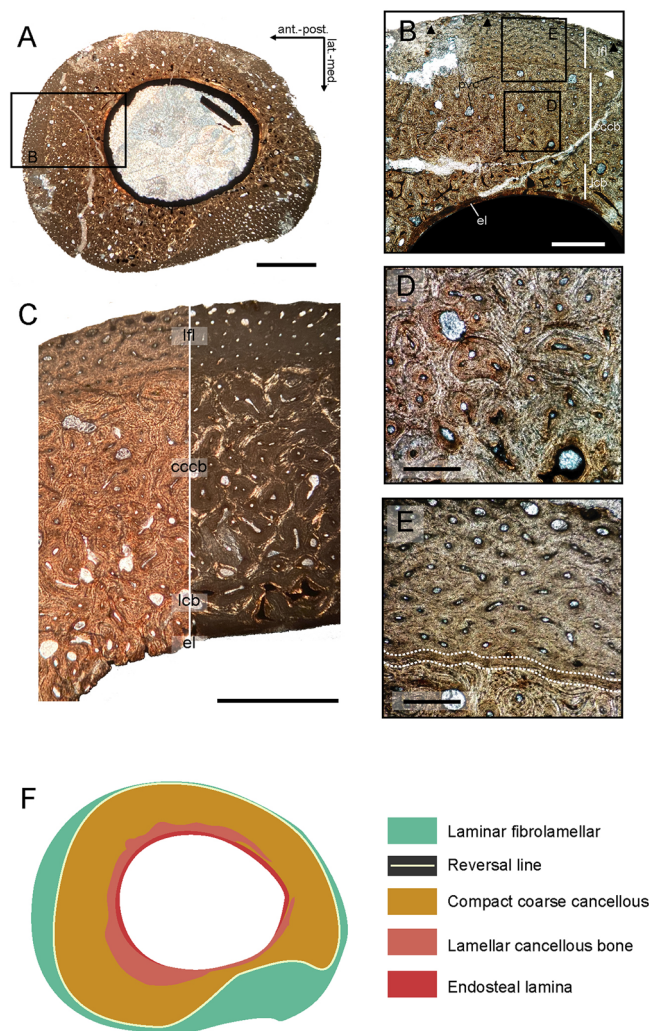 A
ant.-post.
lat.-med.
B
B
E
lfl
D
cccb
lcb
el
C
lfl
cccb
lcb
el
D
E
F
Laminar fibrolamellar
Reversal line
Compact coarse cancellous
Lamellar cancellous bone
Endosteal lamina